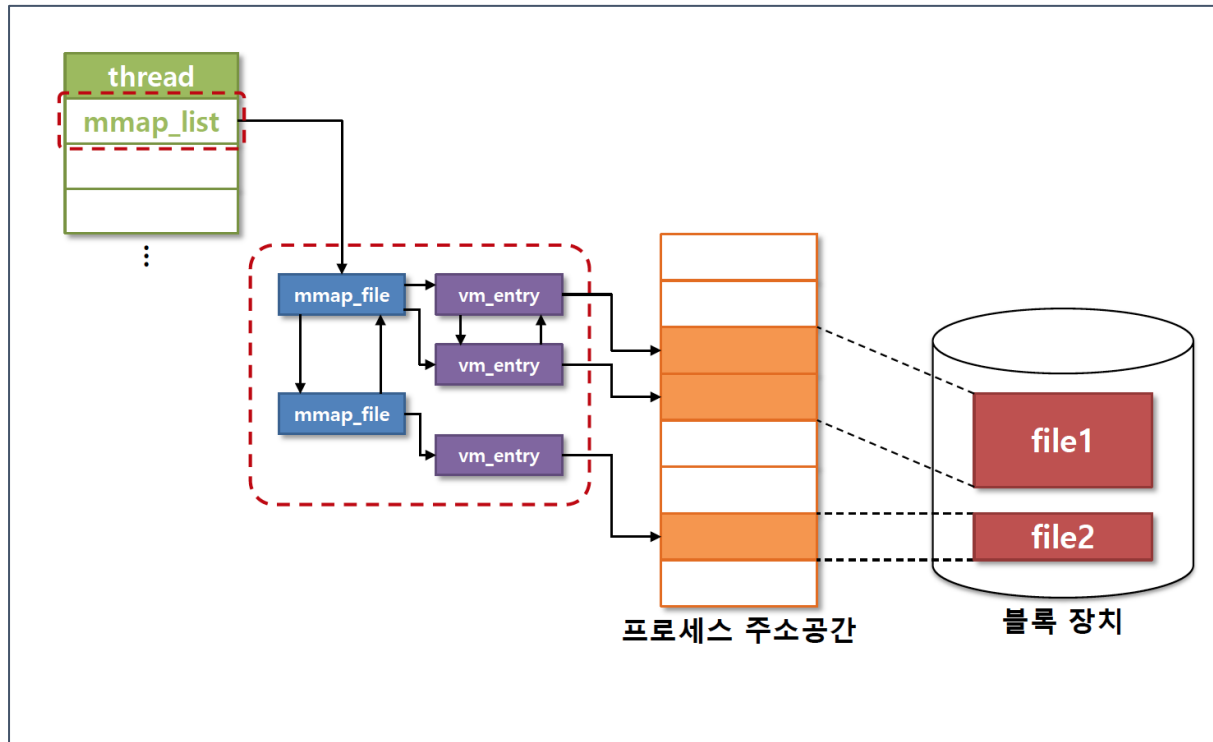 thread
mmap_list
⋮
mmap_file
vm_entry
vm_entry
mmap_file
vm_entry
file1
file2
프로세스 주소공간
블록 장치